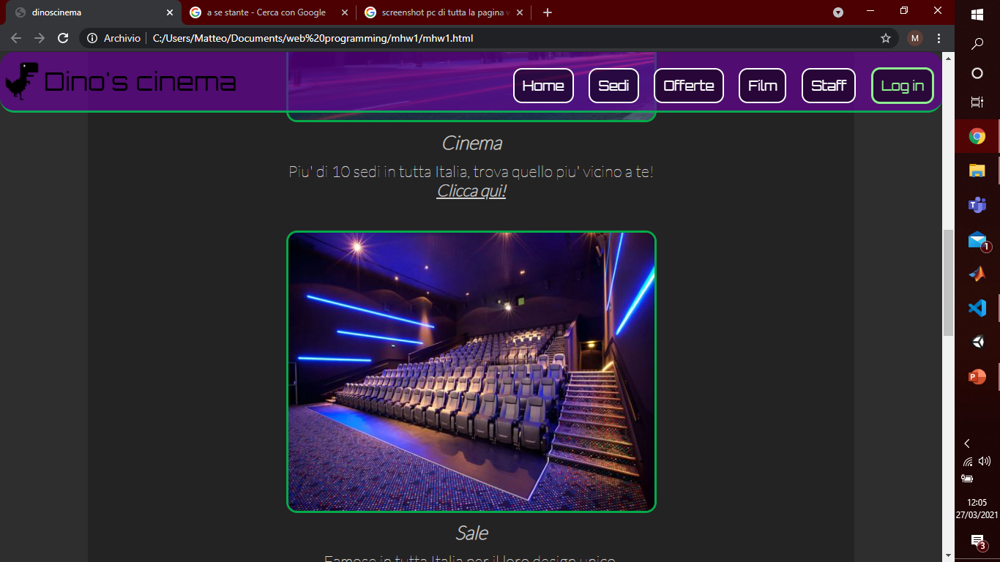 dinoscinema
a se stante - Cerca con Google
screenshot pc di tutta la pagina
Archivio
C:/Users/Matteo/Documents/web%20programming/mhw1/mhw1.html
M
Dino's cinema
Home
Sedi
Offerte
Film
Staff
Log in
Cinema
Piu' di 10 sedi in tutta Italia, trova quello piu' vicino a te!
Clicca qui!
Sale
Famose in tutta Italia per il loro design unico
1
12:05
27/03/2021
3